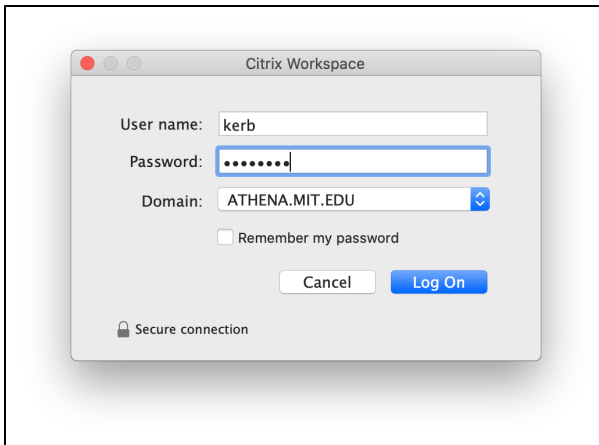 Citrix Workspace
User name: kerb
Password: ••••••••
Domain: ATHENA.MIT.EDU
Remember my password
Cancel Log On
Secure connection